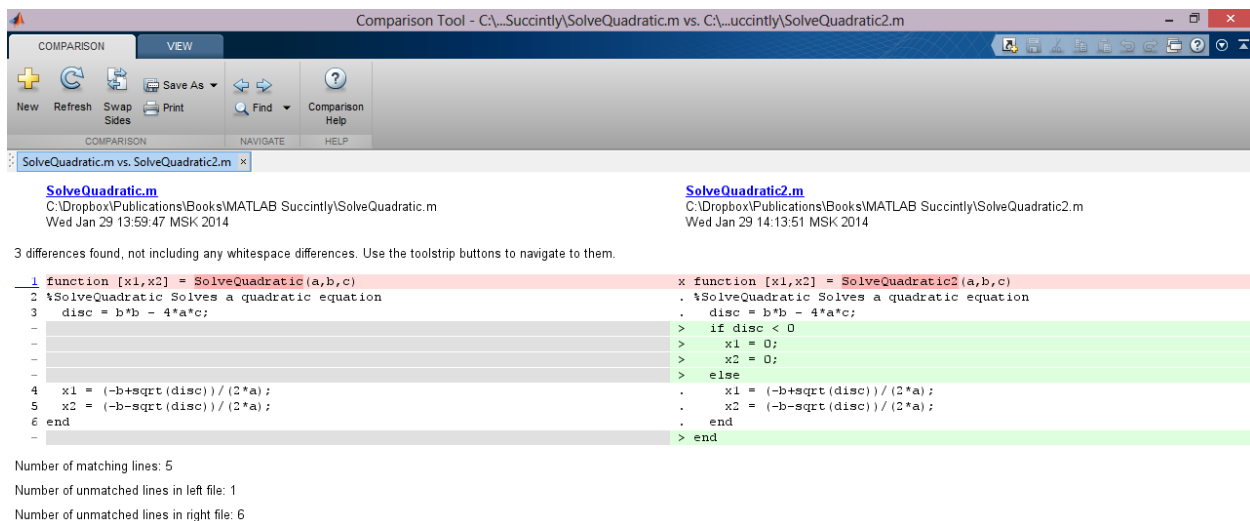 Comparison Tool - C:\...Succintly\SolveQuadratic.m vs. C:\...uccintly\SolveQuadratic2.m
COMPARISON VIEW
New Refresh Swap Sides Save As Print Find Comparison Help
COMPARISON NAVIGATE HELP
SolveQuadratic.m vs. SolveQuadratic2.m ×
SolveQuadratic.m SolveQuadratic2.m
C:\Dropbox\Publications\Books\MATLAB Succintly\SolveQuadratic.m C:\Dropbox\Publications\Books\MATLAB Succintly\SolveQuadratic2.m
Wed Jan 29 13:59:47 MSK 2014 Wed Jan 29 14:13:51 MSK 2014
3 differences found, not including any whitespace differences. Use the toolstrip buttons to navigate to them.
1 function [x1,x2] = SolveQuadratic(a,b,c) x function [x1,x2] = SolveQuadratic2(a,b,c)
2 %SolveQuadratic Solves a quadratic equation . %SolveQuadratic Solves a quadratic equation
3 disc = b*b - 4*a*c; . disc = b*b - 4*a*c;
- > if disc < 0
- > x1 = 0;
- > x2 = 0;
- > else
4 x1 = (-b+sqrt(disc))/(2*a); . x1 = (-b+sqrt(disc))/(2*a);
5 x2 = (-b-sqrt(disc))/(2*a); . x2 = (-b-sqrt(disc))/(2*a);
6 end . end
- > end
Number of matching lines: 5
Number of unmatched lines in left file: 1
Number of unmatched lines in right file: 6